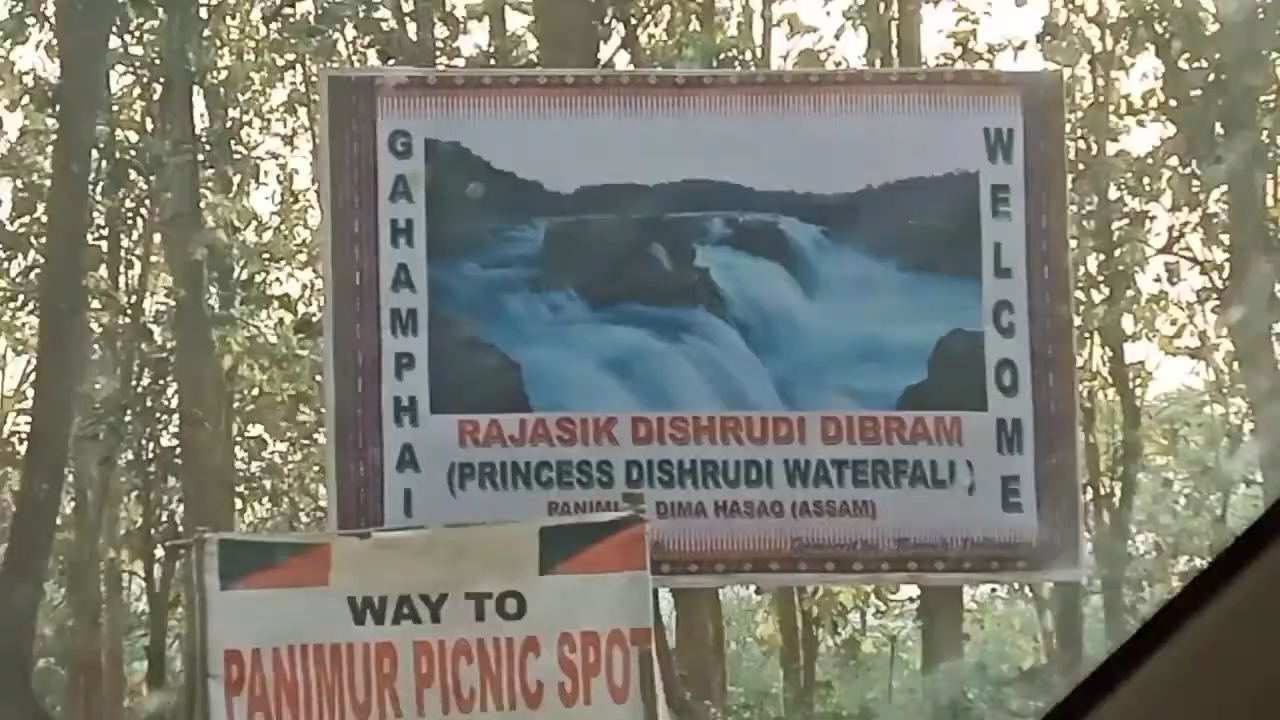 GAHAMPHAI
WELCOME
RAJASIK DISHRUDI DIBRAM
(PRINCESS DISHRUDI WATERFALL)
DIMA HASAO (ASSAM)
WAY TO
PANIMUR PICNIC SPOT